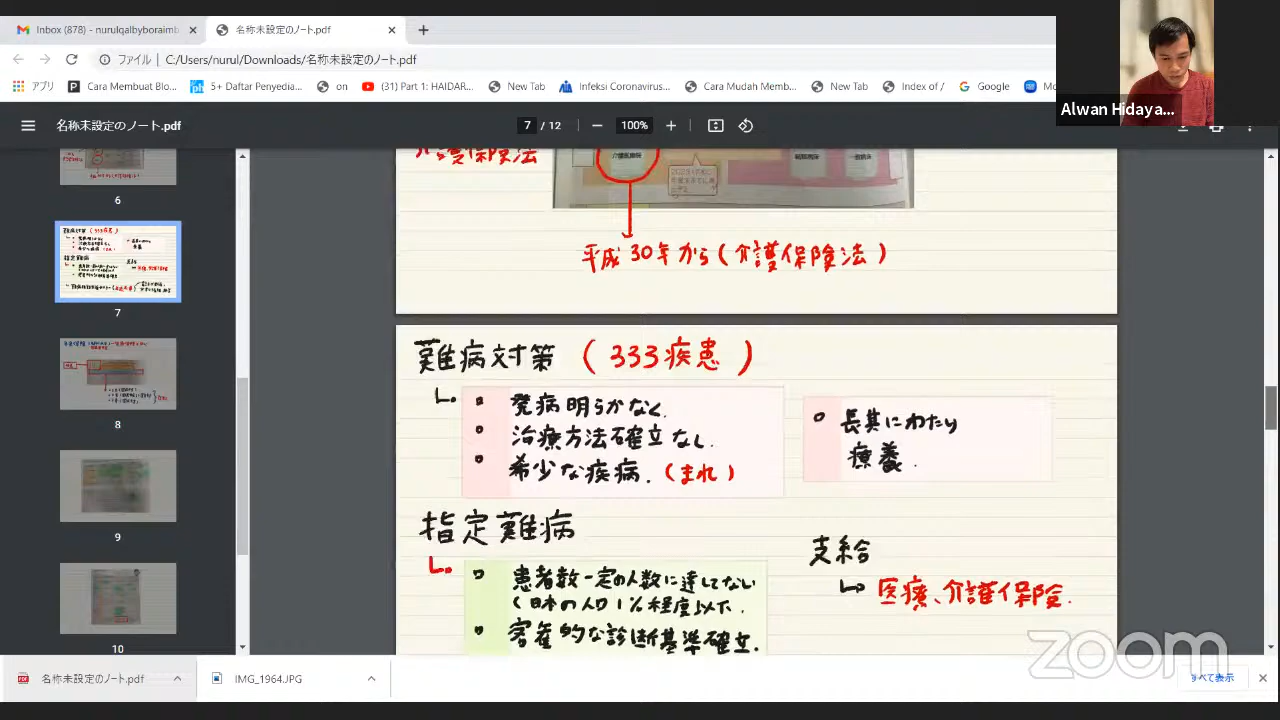 Inbox (878) - nurulqalbyboraimb
名称未設定のノート.pdf
ファイル | C:/Users/nurul/Downloads/名称未設定のノート.pdf
アプリ
Cara Membuat Blo...
5+ Daftar Penyedia...
on
(31) Part 1: HAIDAR...
New Tab
Infeksi Coronavirus...
Cara Mudah Memb...
New Tab
Index of /
Google
Mo...
Alwan Hidaya...
名称未設定のノート.pdf
7 / 12
100%
6
7
8
9
10
介護保険法
平成30年から(介護保険法)
難病対策 (333疾患)
発病明らかなく
治療方法確立なし.
希少な疾病.(まれ)
長其にわたり
療養.
指定難病
患者数一定の人数に達してない
(日本の人口1%程度以下.
客産的な診断基準確立.
支給
医療、介護保険.
zoom
名称未設定のノート.pdf
IMG_1964.JPG
すべて表示